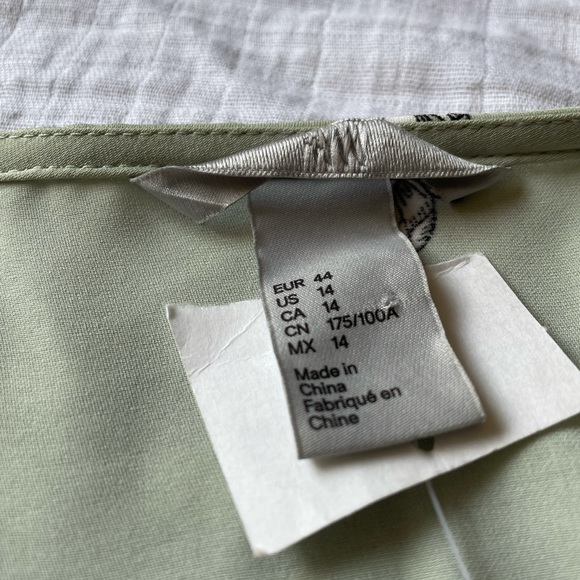 EUR 44
US 14
CA 14
CN 175/100A
MX 14
Made in
China
Fabriqué en
Chine